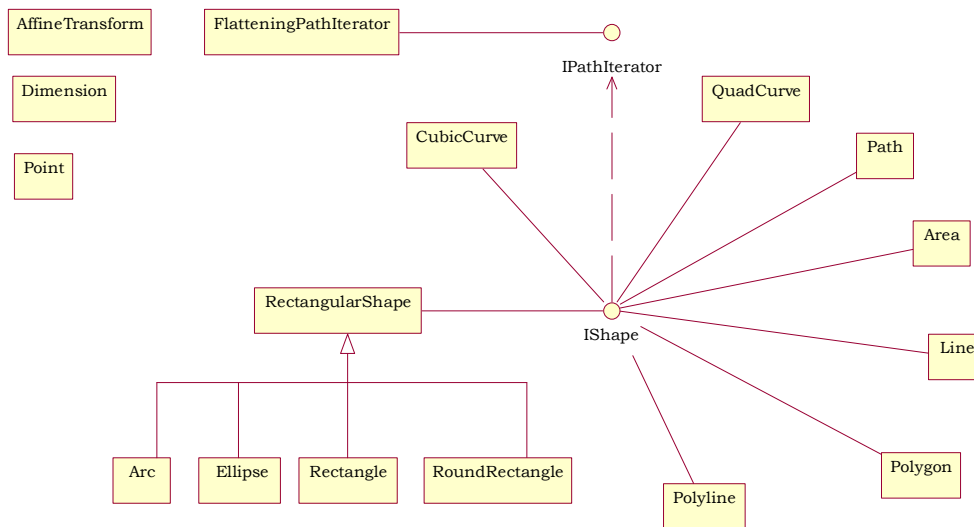 AffineTransform
FlatteningPathIterator
IPathIterator
Dimension
QuadCurve
CubicCurve
Path
Point
Area
RectangularShape
IShape
Line
Arc
Ellipse
Rectangle
RoundRectangle
Polygon
Polyline